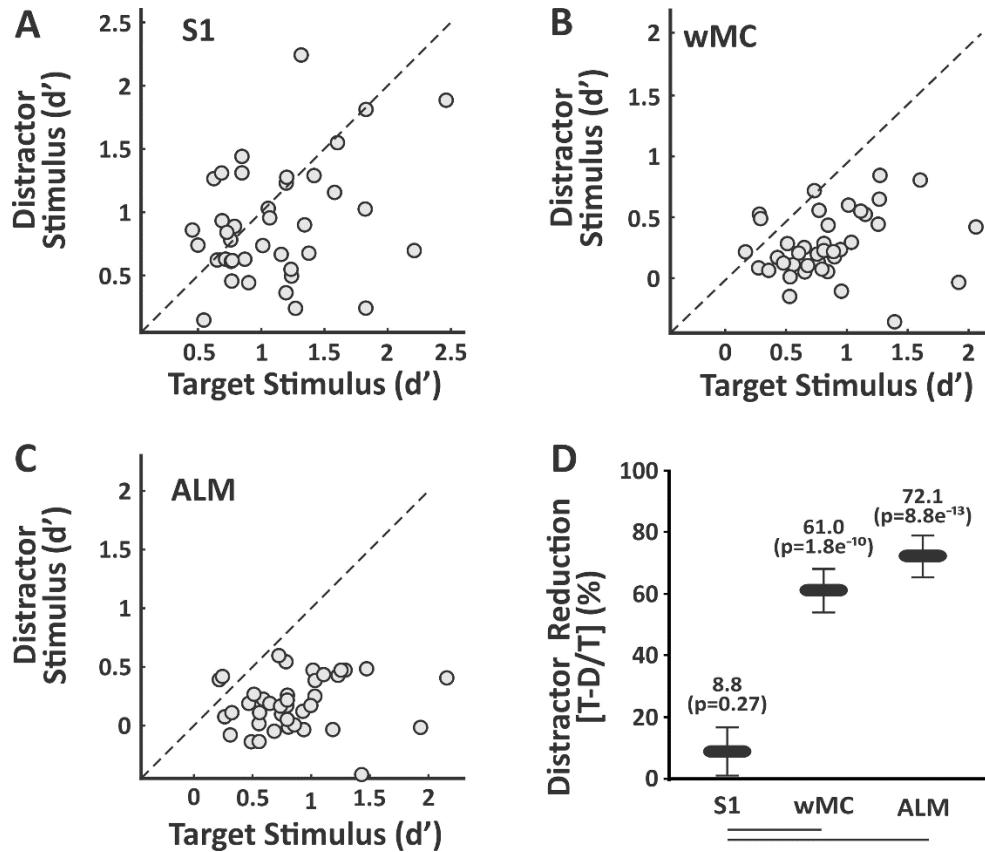 A
S1
Distractor
Stimulus (d')
2.5
2
1.5
1
0.5
0.5
1
1.5
2
2.5
Target Stimulus (d')
B
wMC
Distractor
Stimulus (d')
2
1.5
1
0.5
0
0
0.5
1
1.5
2
Target Stimulus (d')
C
ALM
Distractor
Stimulus (d')
2
1.5
1
0.5
0
0
0.5
1
1.5
2
Target Stimulus (d')
D
Distractor Reduction
[T-D/T] (%)
100
80
60
40
20
0
8.8
(p=0.27)
61.0
(p=1.8e⁻¹⁰)
72.1
(p=8.8e⁻¹³)
S1
wMC
ALM